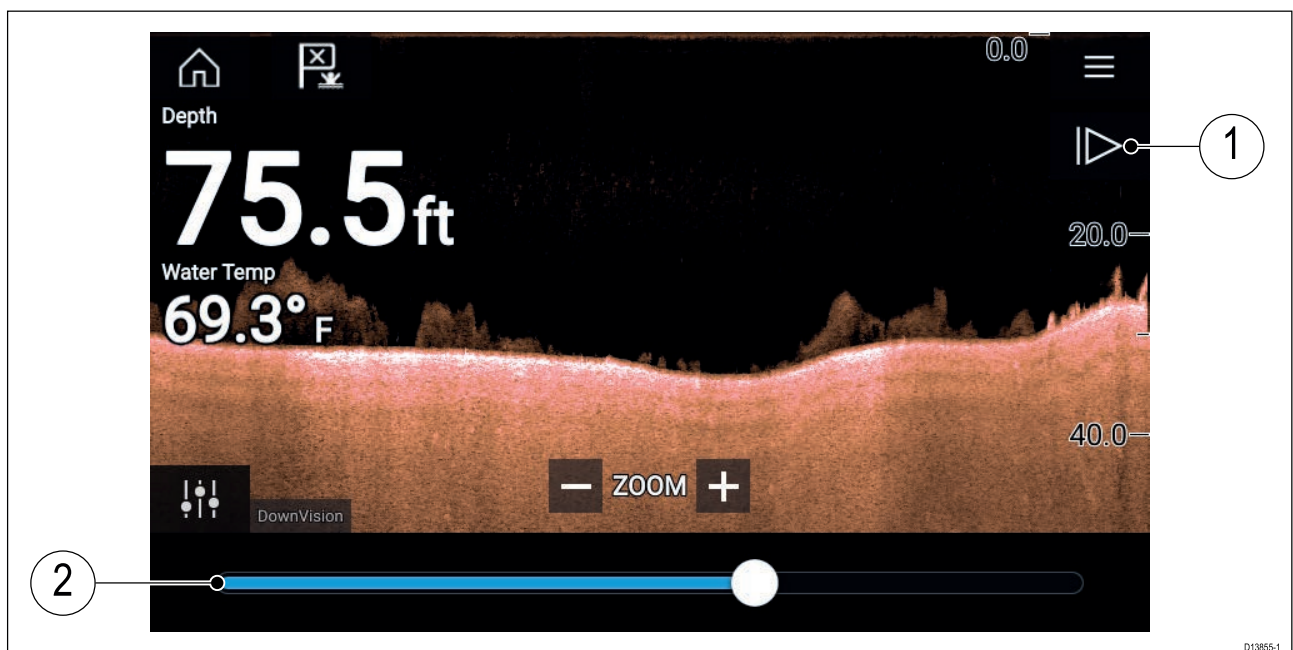 0.0
Depth
1
75.5ft
20.0
Water Temp
69.3° F
40.0
ZOOM
DownVision
2
D13855-1